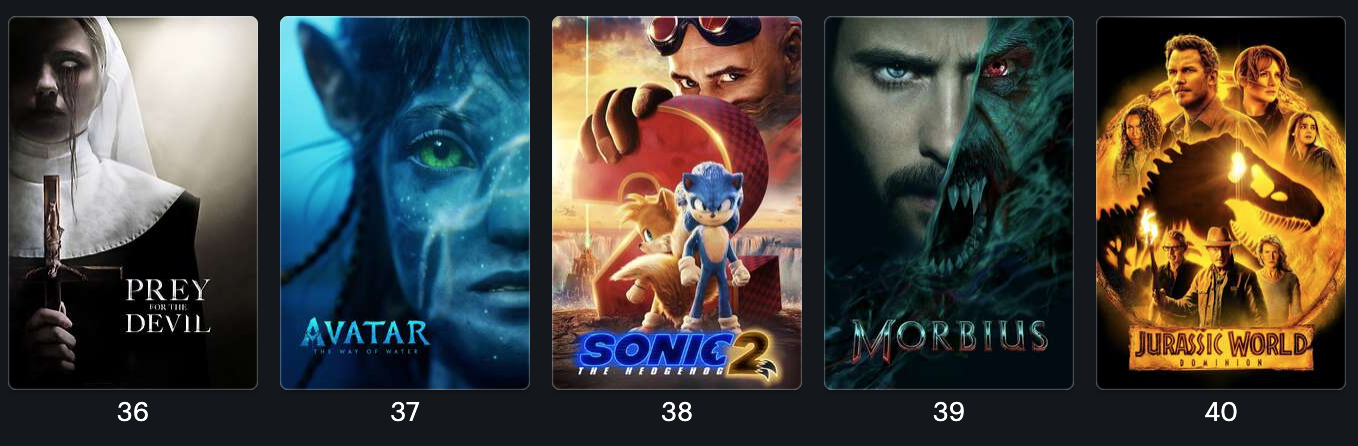 PREY
FOR THE
DEVIL
36
AVATAR
THE WAY OF WATER
37
SONIC 2
THE HEDGEHOG
38
MORBIUS
39
JURASSIC WORLD
DOMINION
40